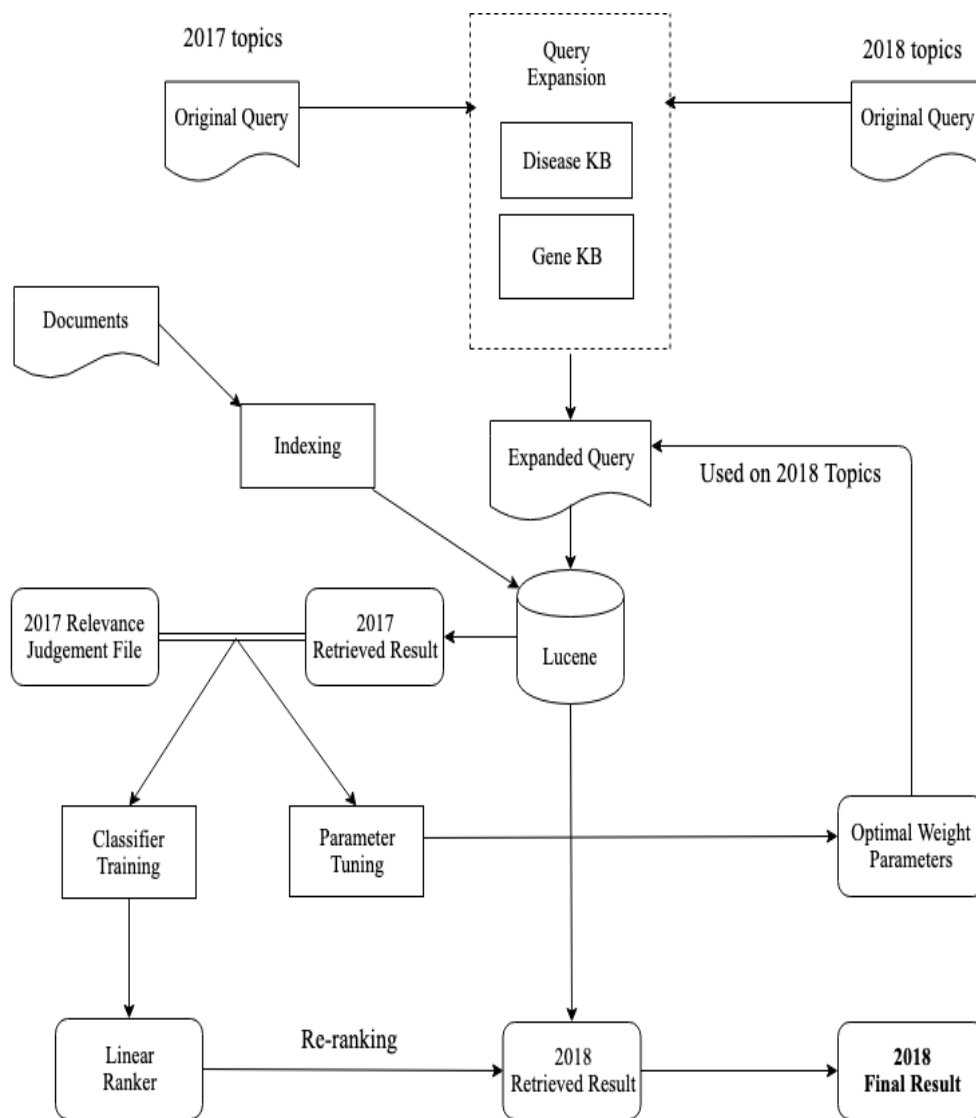 2017 topics
Query
Expansion
2018 topics
Original Query
Original Query
Disease KB
Gene KB
Documents
Indexing
Expanded Query
Used on 2018 Topics
2017 Relevance
Judgement File
2017
Retrieved Result
Lucene
Classifier
Training
Parameter
Tuning
Optimal Weight
Parameters
Linear
Ranker
Re-ranking
2018
Retrieved Result
2018
Final Result